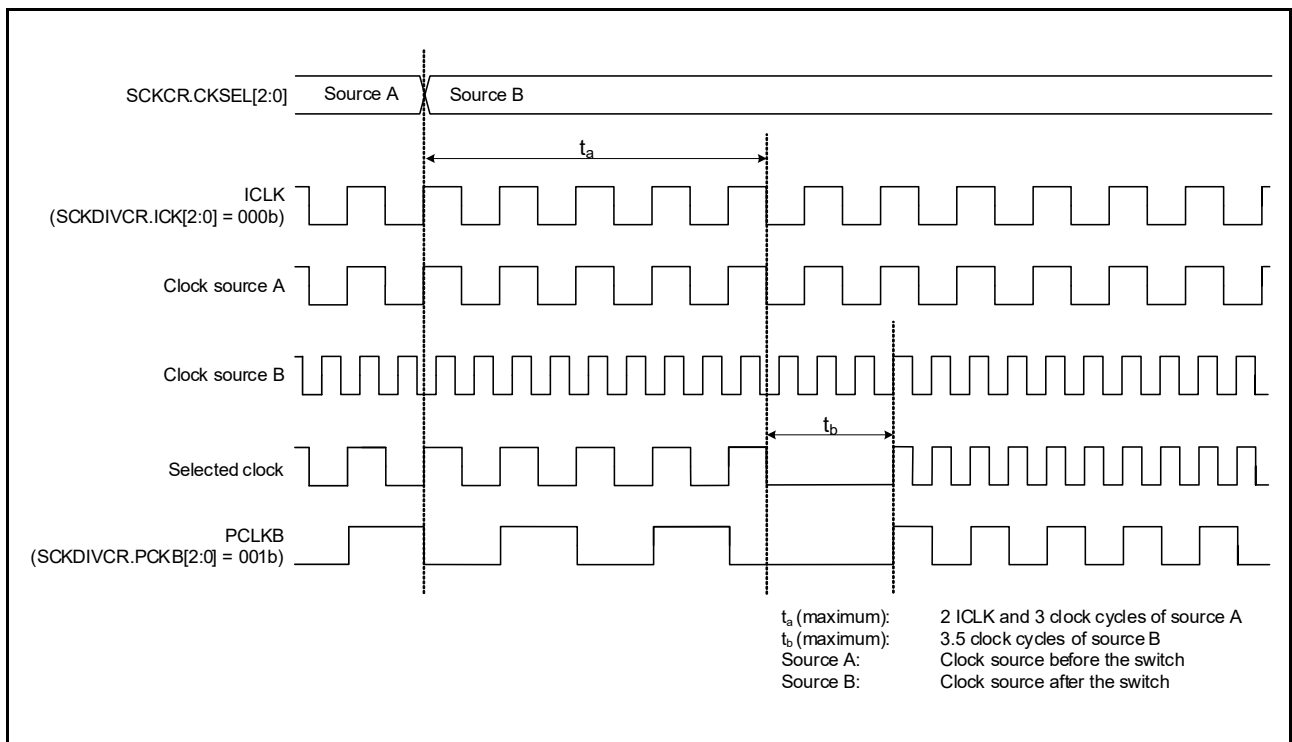 SCKCR.CKSEL[2:0]
Source A
Source B
ta
ICLK
(SCKDIVCR.ICK[2:0] = 000b)
Clock source A
Clock source B
tb
Selected clock
PCLKB
(SCKDIVCR.PCKB[2:0] = 001b)
ta (maximum): 2 ICLK and 3 clock cycles of source A
tb (maximum): 3.5 clock cycles of source B
Source A: Clock source before the switch
Source B: Clock source after the switch